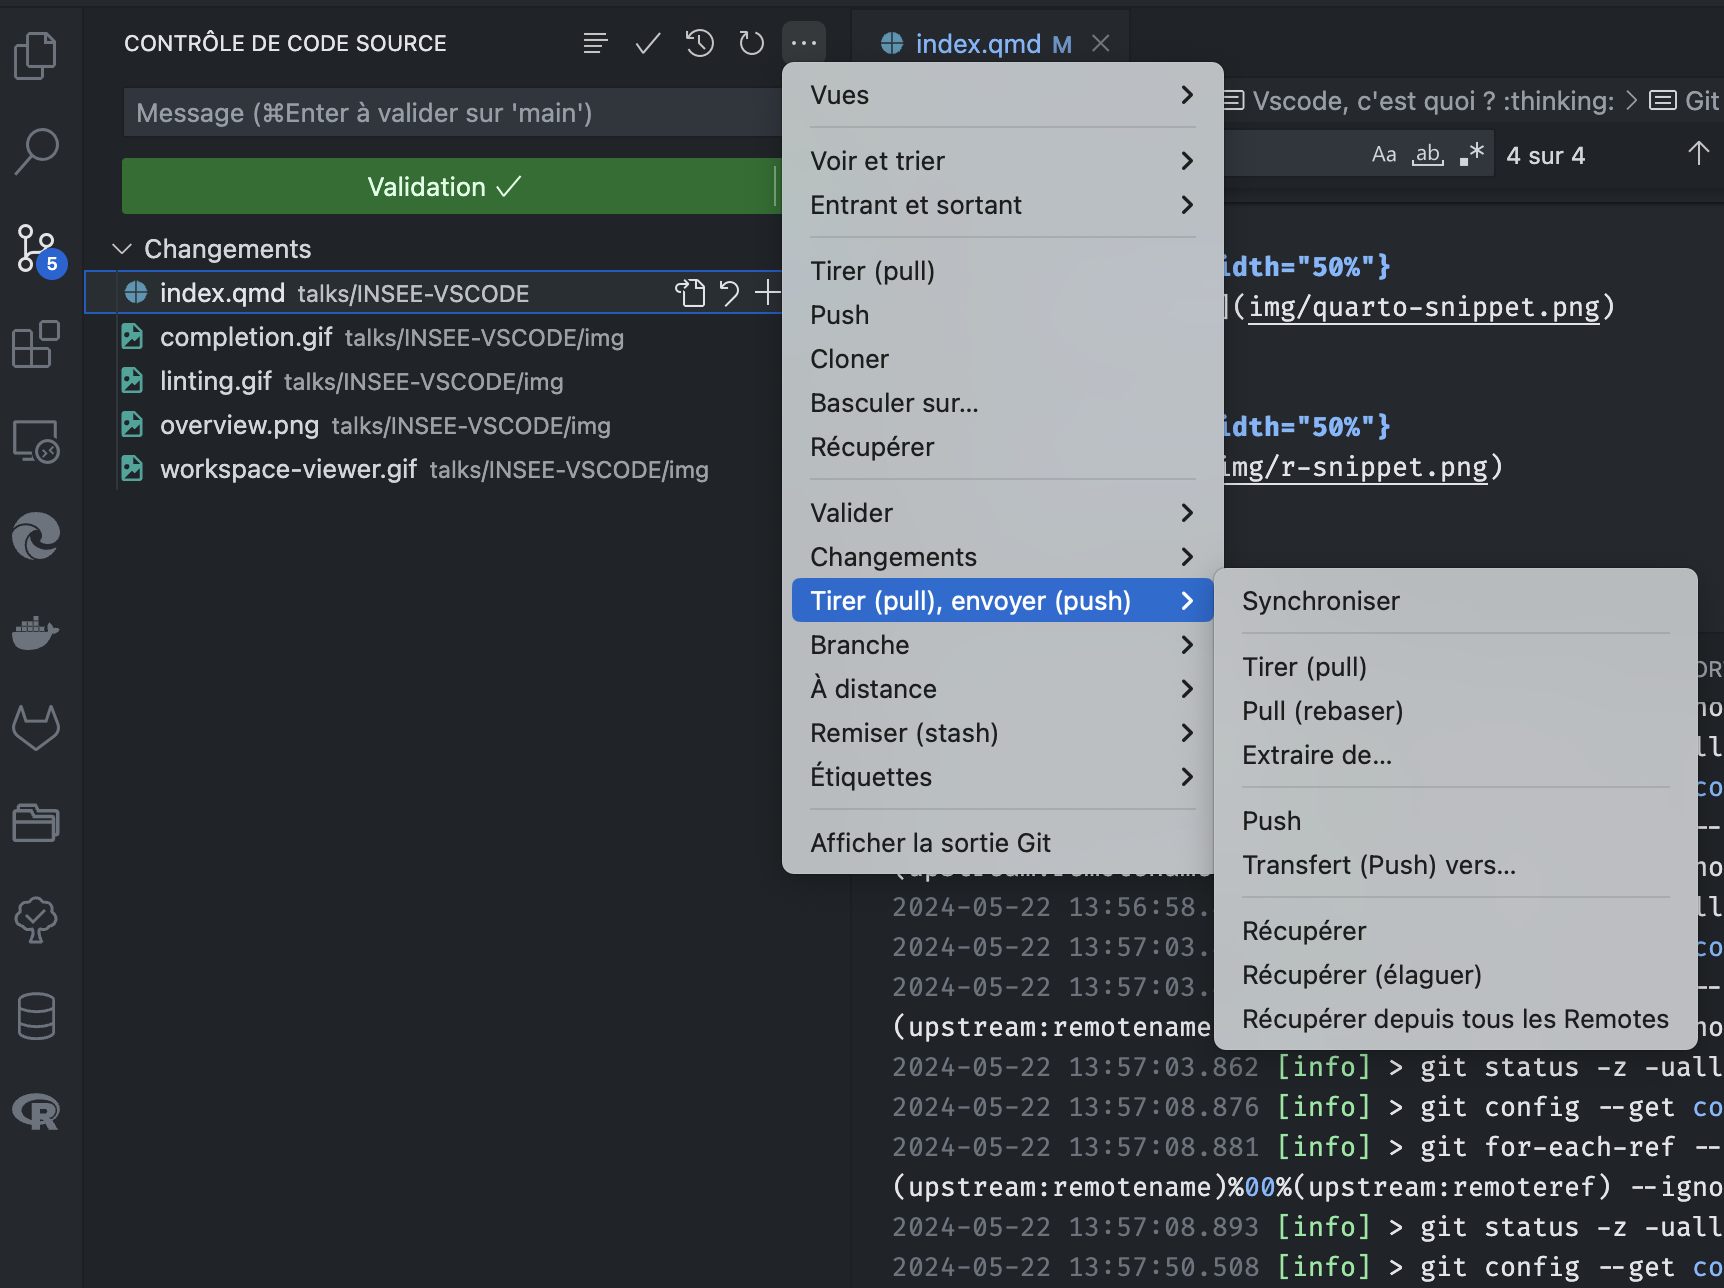 CONTRÔLE DE CODE SOURCE
Message (⌘Enter à valider sur 'main')
Validation ✓
Changements
index.qmd talks/INSEE-VSCODE
completion.gif talks/INSEE-VSCODE/img
linting.gif talks/INSEE-VSCODE/img
overview.png talks/INSEE-VSCODE/img
workspace-viewer.gif talks/INSEE-VSCODE/img
5
index.qmd M
Vscode, c'est quoi ? :thinking: > Git
Aa ab .* 4 sur 4
Vues
Voir et trier
Entrant et sortant
Tirer (pull)
Push
Cloner
Basculer sur...
Récupérer
Valider
Changements
Tirer (pull), envoyer (push)
Branche
À distance
Remiser (stash)
Étiquettes
Afficher la sortie Git
Synchroniser
Tirer (pull)
Pull (rebaser)
Extraire de...
Push
Transfert (Push) vers...
Récupérer
Récupérer (élaguer)
Récupérer depuis tous les Remotes
idth="50%"}
](img/quarto-snippet.png)
idth="50%"}
img/r-snippet.png)
2024-05-22 13:56:58.
2024-05-22 13:57:03.
2024-05-22 13:57:03.
(upstream:remotename
2024-05-22 13:57:03.862 [info] > git status -z -uall
2024-05-22 13:57:08.876 [info] > git config --get co
2024-05-22 13:57:08.881 [info] > git for-each-ref --
(upstream:remotename)%00%(upstream:remoteref) --igno
2024-05-22 13:57:08.893 [info] > git status -z -uall
2024-05-22 13:57:50.508 [info] > git config --get co